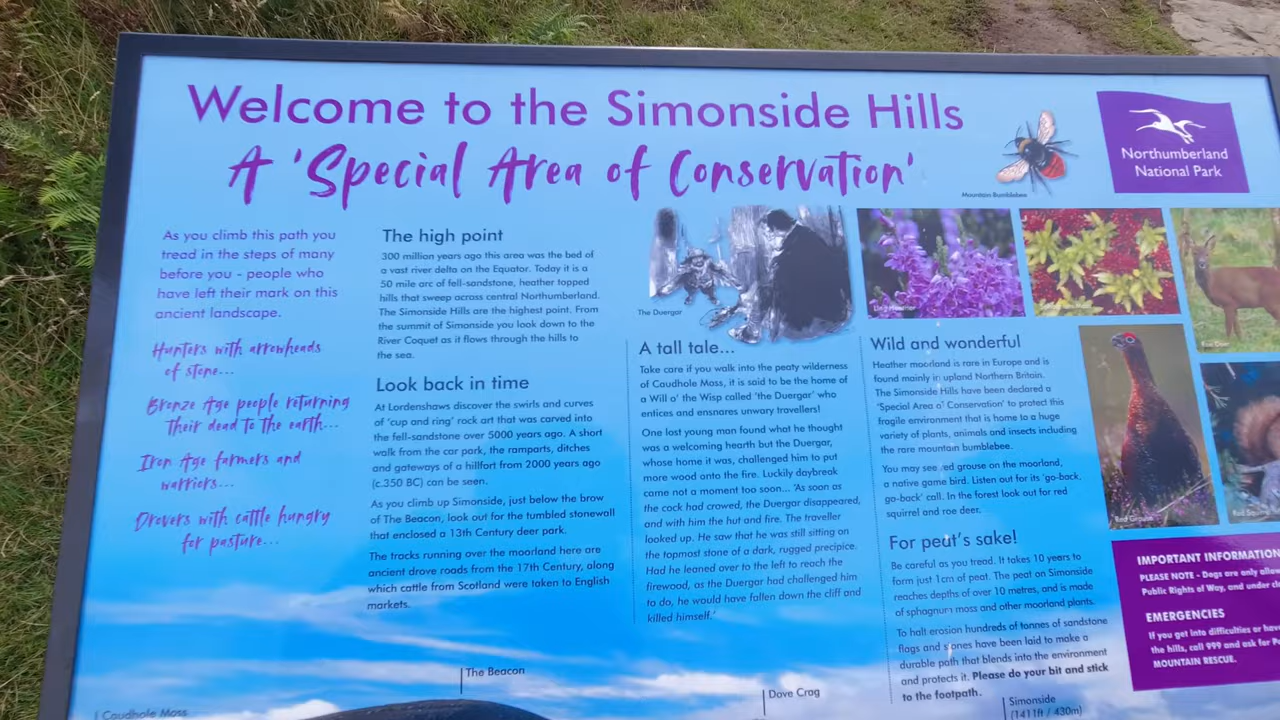 Welcome to the Simonside Hills
A 'Special Area of Conservation'
Mountain Bumblebee
Northumberland
National Park
As you climb this path you
tread in the steps of many
before you - people who
have left their mark on this
ancient landscape.
Hunters with arrowheads
of stone...
Bronze Age people returning
their dead to the earth...
Iron Age farmers and
warriors...
Drovers with cattle hungry
for pasture...
The high point
300 million years ago this area was the bed of
a vast river delta on the Equator. Today it is a
50 mile arc of fell-sandstone, heather topped
hills that sweep across central Northumberland.
The Simonside Hills are the highest point. From
the summit of Simonside you look down to the
River Coquet as it flows through the hills to
the sea.
Look back in time
At Lordenshaws discover the swirls and curves
of 'cup and ring' rock art that was carved into
the fell-sandstone over 5000 years ago. A short
walk from the car park, the ramparts, ditches
and gateways of a hillfort from 2000 years ago
(c.350 BC) can be seen.
As you climb up Simonside, just below the brow
of The Beacon, look out for the tumbled stonewall
that enclosed a 13th Century deer park.
The tracks running over the moorland here are
ancient drove roads from the 17th Century, along
which cattle from Scotland were taken to English
markets.
The Duergar
A tall tale...
Take care if you walk into the peaty wilderness
of Caudhole Moss, it is said to be the home of
a Will o' the Wisp called 'the Duergar' who
entices and ensnares unwary travellers!
One lost young man found what he thought
was a welcoming hearth but the Duergar,
whose home it was, challenged him to put
more wood onto the fire. Luckily daybreak
came not a moment too soon... 'As soon as
the cock had crowed, the Duergar disappeared,
and with him the hut and fire. The traveller
looked up. He saw that he was still sitting on
the topmost stone of a dark, rugged precipice.
Had he leaned over to the left to reach the
firewood, as the Duergar had challenged him
to do, he would have fallen down the cliff and
killed himself.'
Ling Heather
Roe Deer
Wild and wonderful
Heather moorland is rare in Europe and is
found mainly in upland Northern Britain.
The Simonside Hills have been declared a
'Special Area of Conservation' to protect this
fragile environment that is home to a huge
variety of plants, animals and insects including
the rare mountain bumblebee.
You may see red grouse on the moorland,
a native game bird. Listen out for its 'go-back,
go-back' call. In the forest look out for red
squirrel and roe deer.
Red Grouse
Red Squirrel
For peat's sake!
Be careful as you tread. It takes 10 years to
form just 1cm of peat. The peat on Simonside
reaches depths of over 10 metres, and is made
of sphagnum moss and other moorland plants.
To halt erosion hundreds of tonnes of sandstone
flags and stones have been laid to make a
durable path that blends into the environment
and protects it. Please do your bit and stick
to the footpath.
IMPORTANT INFORMATION
PLEASE NOTE - Dogs are only
Public Rights of Way, and under
EMERGENCIES
If you get into difficulties or
the hills, call 999 and ask for
MOUNTAIN RESCUE.
Caudhole Moss
The Beacon
Dove Crag
Simonside
(1411ft / 430m)